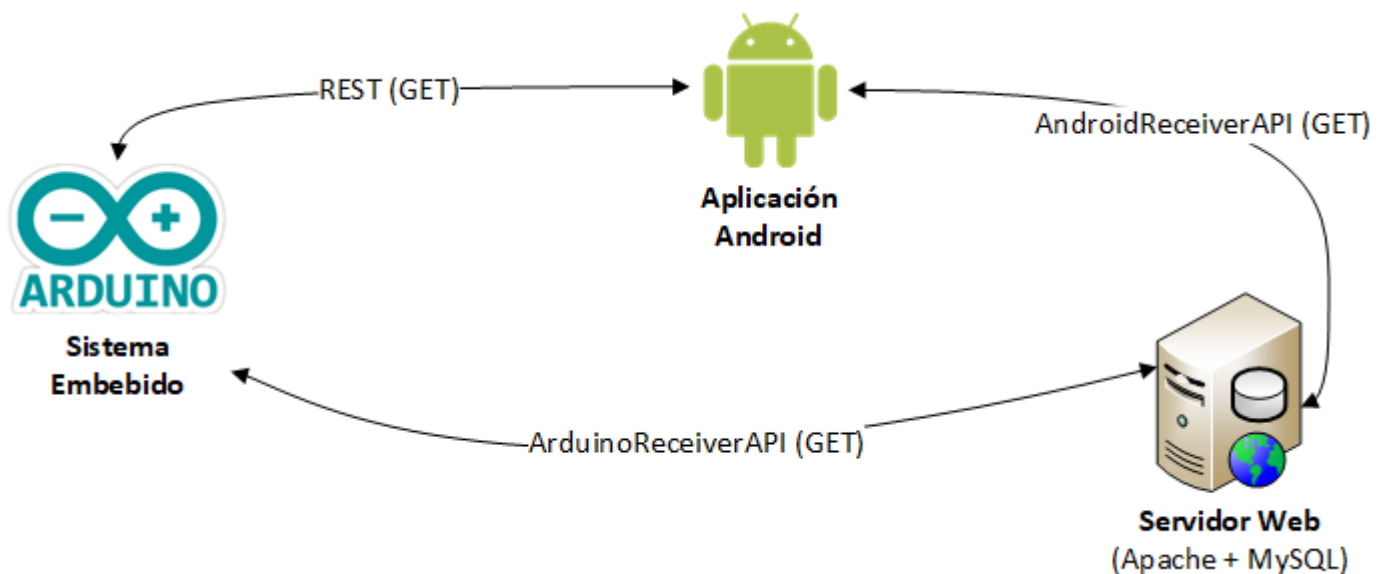 REST (GET)
AndroidReceiverAPI (GET)
Aplicación
Android
ARDUINO
Sistema
Embebido
ArduinoReceiverAPI (GET)
Servidor Web
(Apache + MySQL)